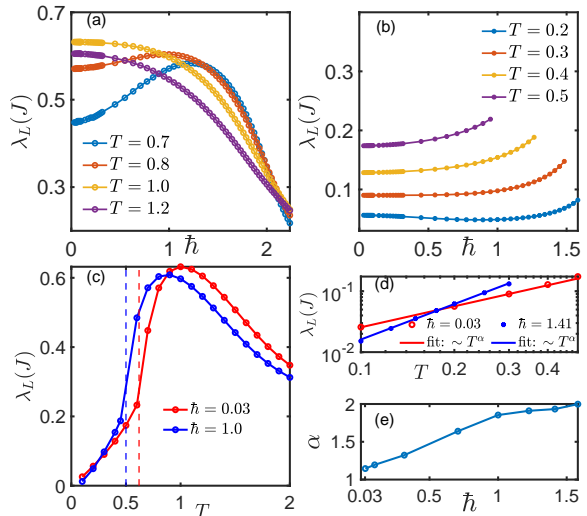 (a)
λ_L(J)
0.7
0.5
0.3
T = 0.7
T = 0.8
T = 1.0
T = 1.2
0 1 2
ħ
(b)
λ_L(J)
0.3
0.2
0.1
T = 0.2
T = 0.3
T = 0.4
T = 0.5
0 0.5 1 1.5
ħ
(c)
λ_L(J)
0.6
0.4
0.2
0
ħ = 0.03
ħ = 1.0
0 0.5 1 2
T
(d)
λ_L(J)
10⁻¹
10⁻²
ħ = 0.03 ħ = 1.41
fit: ∼ T^α fit: ∼ T^α
0.1 0.2 0.3 0.4
T
(e)
α
2
1.5
1
0.03 0.5 1 1.5
ħ